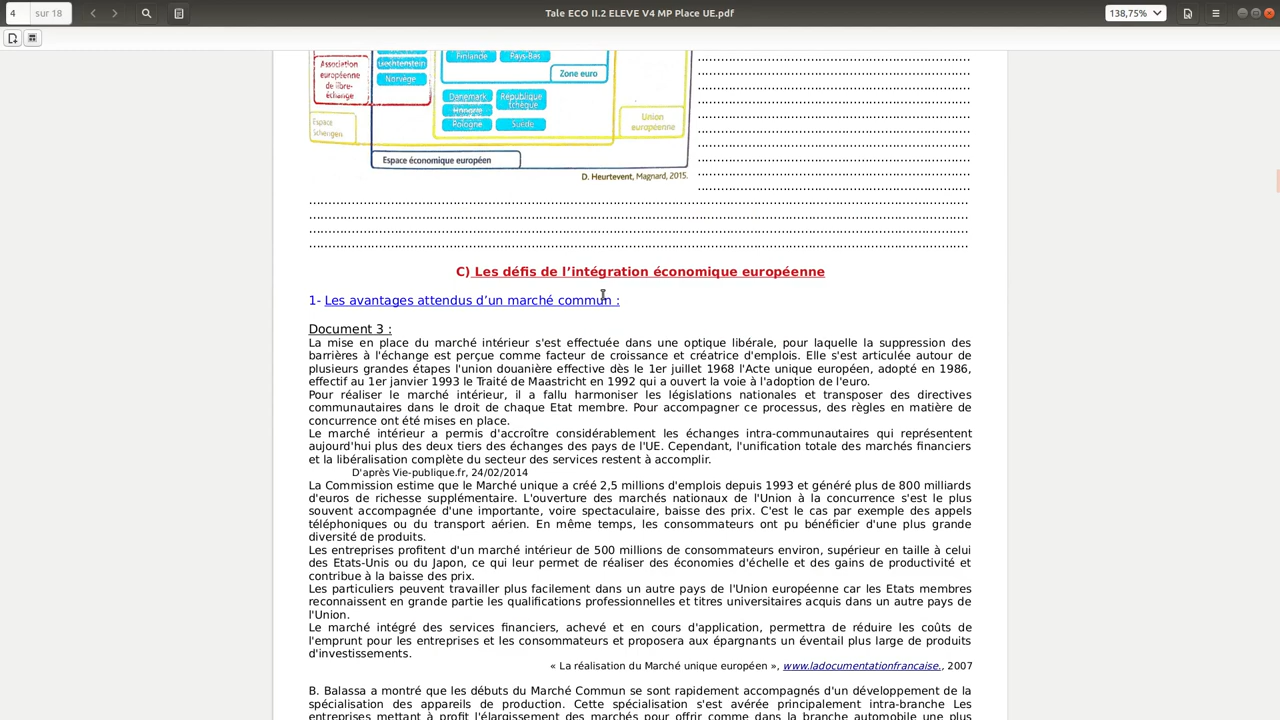 4 sur 18
Tale ECO II.2 ELEVE V4 MP Place UE.pdf
138,75%
Finlande Pays-Bas
Association
européenne
de libre-
échange
Liechtenstein
Norvège
Zone euro
Danemark République
tchèque
Hongrie
Pologne Suède
Espace
Schengen
Union
européenne
Espace économique européen
D. Heurtevent, Magnard, 2015.
C) Les défis de l’intégration économique européenne
1- Les avantages attendus d’un marché commun :
Document 3 :
La mise en place du marché intérieur s'est effectuée dans une optique libérale, pour laquelle la suppression des
barrières à l'échange est perçue comme facteur de croissance et créatrice d'emplois. Elle s'est articulée autour de
plusieurs grandes étapes l'union douanière effective dès le 1er juillet 1968 l'Acte unique européen, adopté en 1986,
effectif au 1er janvier 1993 le Traité de Maastricht en 1992 qui a ouvert la voie à l'adoption de l'euro.
Pour réaliser le marché intérieur, il a fallu harmoniser les législations nationales et transposer des directives
communautaires dans le droit de chaque Etat membre. Pour accompagner ce processus, des règles en matière de
concurrence ont été mises en place.
Le marché intérieur a permis d'accroître considérablement les échanges intra-communautaires qui représentent
aujourd'hui plus des deux tiers des échanges des pays de l'UE. Cependant, l'unification totale des marchés financiers
et la libéralisation complète du secteur des services restent à accomplir.
D'après Vie-publique.fr, 24/02/2014
La Commission estime que le Marché unique a créé 2,5 millions d'emplois depuis 1993 et généré plus de 800 milliards
d'euros de richesse supplémentaire. L'ouverture des marchés nationaux de l'Union à la concurrence s'est le plus
souvent accompagnée d'une importante, voire spectaculaire, baisse des prix. C'est le cas par exemple des appels
téléphoniques ou du transport aérien. En même temps, les consommateurs ont pu bénéficier d'une plus grande
diversité de produits.
Les entreprises profitent d'un marché intérieur de 500 millions de consommateurs environ, supérieur en taille à celui
des Etats-Unis ou du Japon, ce qui leur permet de réaliser des économies d'échelle et des gains de productivité et
contribue à la baisse des prix.
Les particuliers peuvent travailler plus facilement dans un autre pays de l'Union européenne car les Etats membres
reconnaissent en grande partie les qualifications professionnelles et titres universitaires acquis dans un autre pays de
l'Union.
Le marché intégré des services financiers, achevé et en cours d'application, permettra de réduire les coûts de
l'emprunt pour les entreprises et les consommateurs et proposera aux épargnants un éventail plus large de produits
d'investissements.
« La réalisation du Marché unique européen », www.ladocumentationfrancaise., 2007
B. Balassa a montré que les débuts du Marché Commun se sont rapidement accompagnés d'un développement de la
spécialisation des appareils de production. Cette spécialisation s'est avérée principalement intra-branche Les
entreprises mettant à profit l'élargissement des marchés pour offrir comme dans la branche automobile une plus